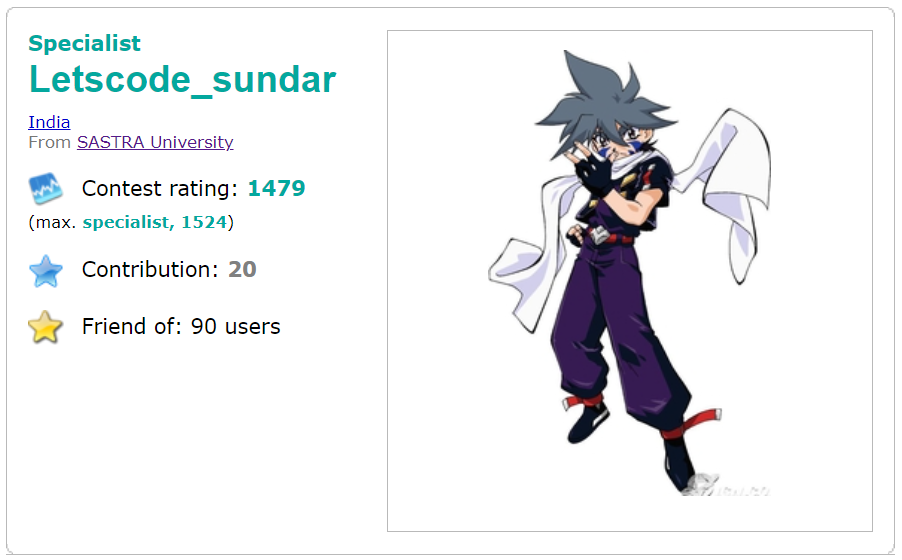 Specialist
Letscode_sundar
India
From SASTRA University
Contest rating: 1479
(max. specialist, 1524)
Contribution: 20
Friend of: 90 users